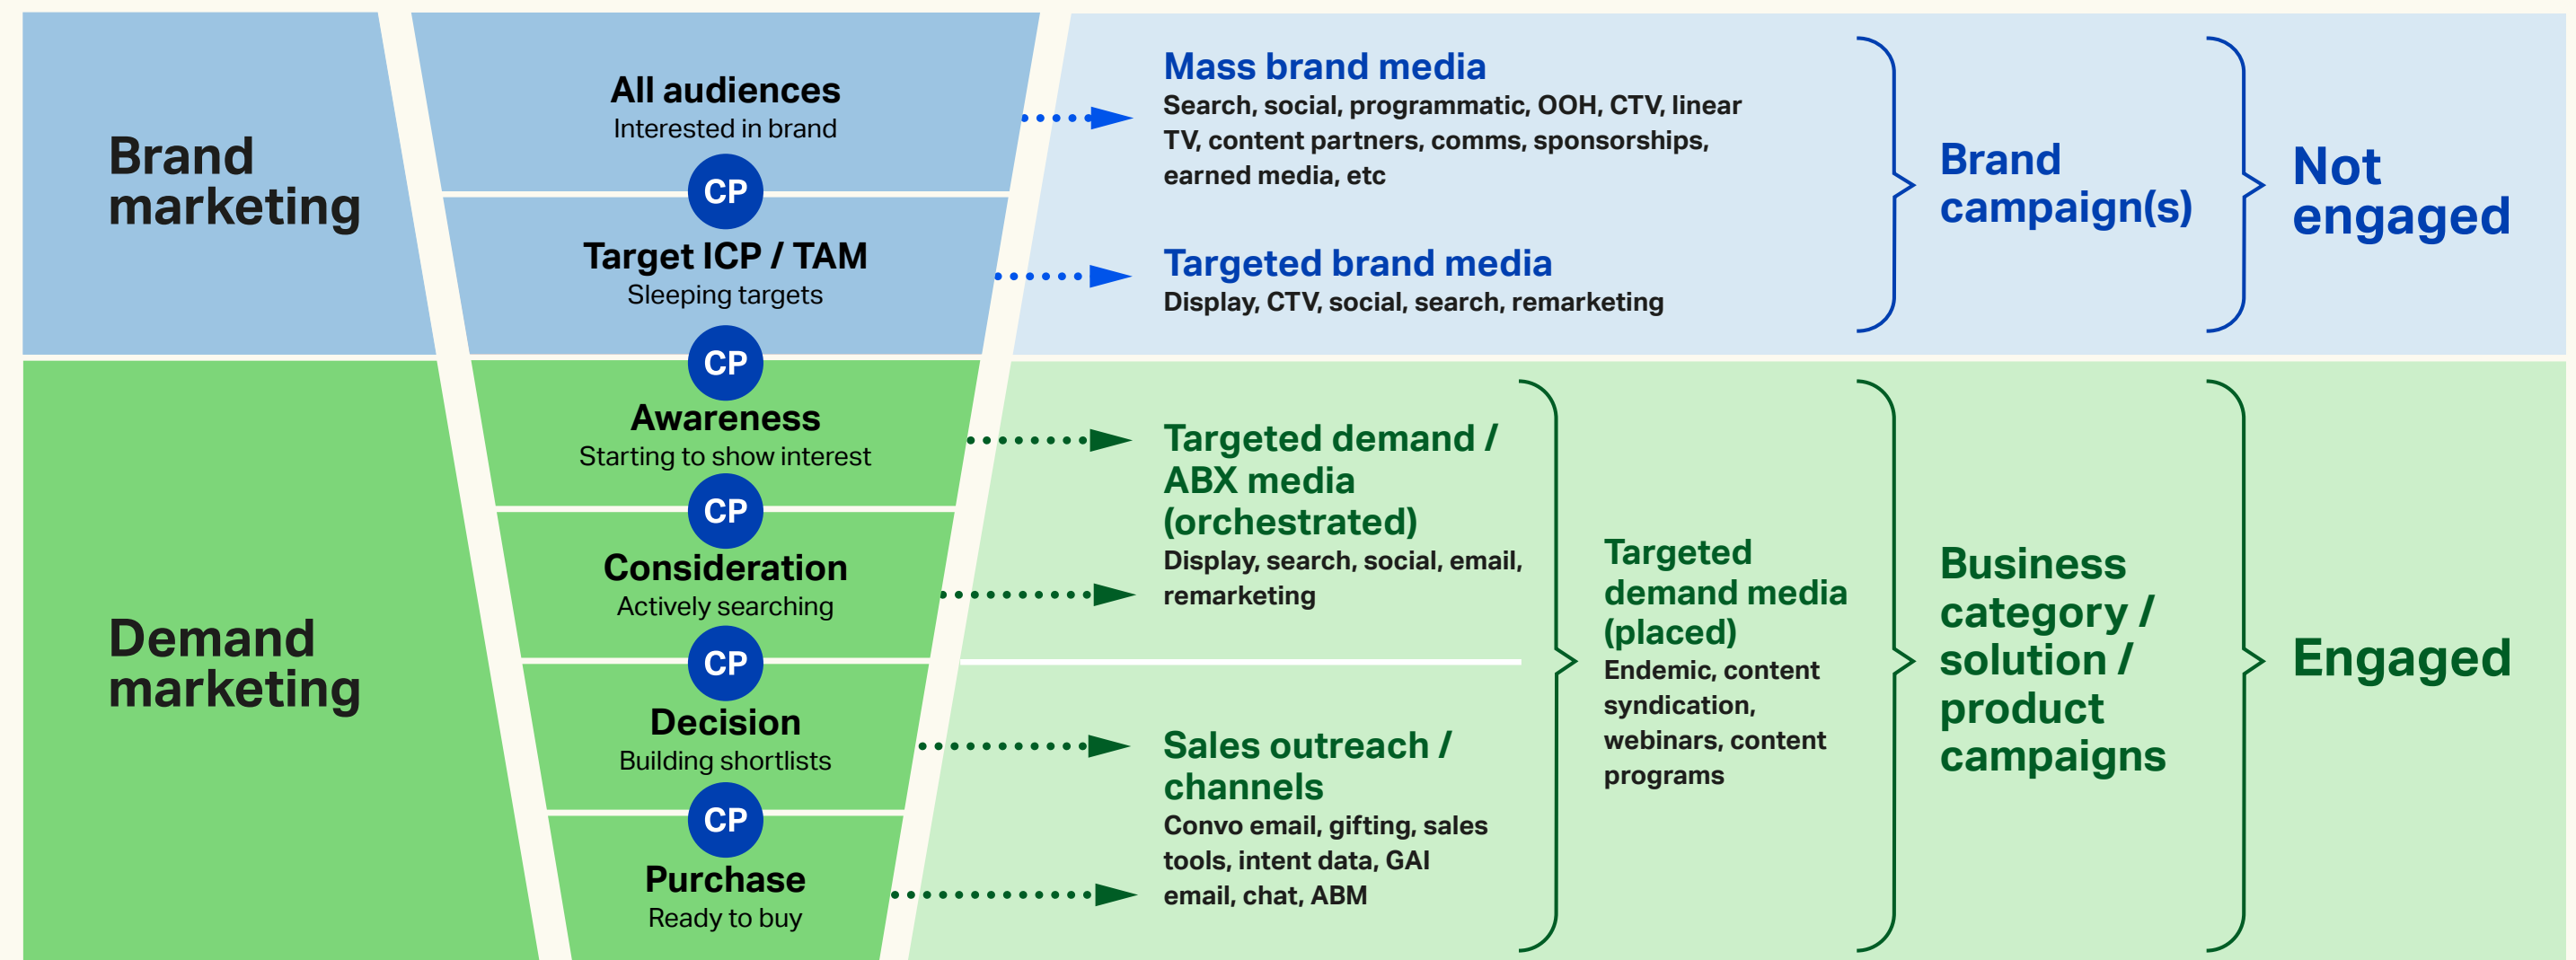 Brand
marketing
All audiences
Interested in brand
CP
Target ICP / TAM
Sleeping targets
CP
Mass brand media
Search, social, programmatic, OOH, CTV, linear
TV, content partners, comms, sponsorships,
earned media, etc
Targeted brand media
Display, CTV, social, search, remarketing
Brand
campaign(s)
Not
engaged
Demand
marketing
Awareness
Starting to show interest
CP
Consideration
Actively searching
CP
Decision
Building shortlists
CP
Purchase
Ready to buy
Targeted demand /
ABX media
(orchestrated)
Display, search, social, email,
remarketing
Sales outreach /
channels
Convo email, gifting, sales
tools, intent data, GAI
email, chat, ABM
Targeted
demand media
(placed)
Endemic, content
syndication,
webinars, content
programs
Business
category /
solution /
product
campaigns
Engaged